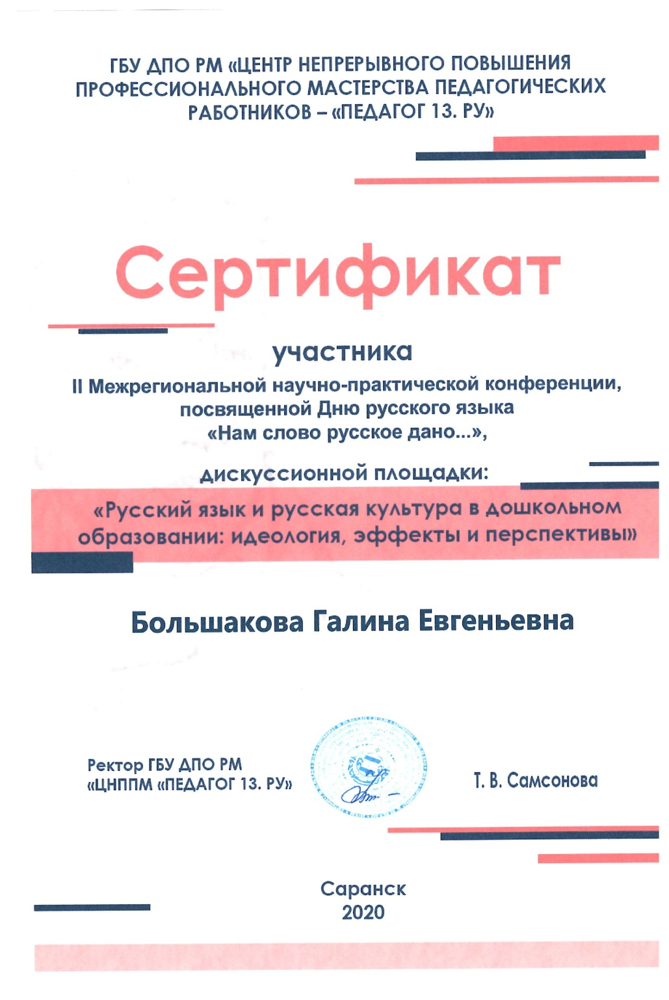 ГБУ ДПО РМ «ЦЕНТР НЕПРЕРЫВНОГО ПОВЫШЕНИЯ
ПРОФЕССИОНАЛЬНОГО МАСТЕРСТВА ПЕДАГОГИЧЕСКИХ
РАБОТНИКОВ – «ПЕДАГОГ 13. РУ»
Сертификат
участника
II Межрегиональной научно-практической конференции,
посвященной Дню русского языка
«Нам слово русское дано...»,
дискуссионной площадки:
«Русский язык и русская культура в дошкольном
образовании: идеология, эффекты и перспективы»
Большакова Галина Евгеньевна
Ректор ГБУ ДПО РМ
«ЦНППМ «ПЕДАГОГ 13. РУ»
Т. В. Самсонова
Саранск
2020